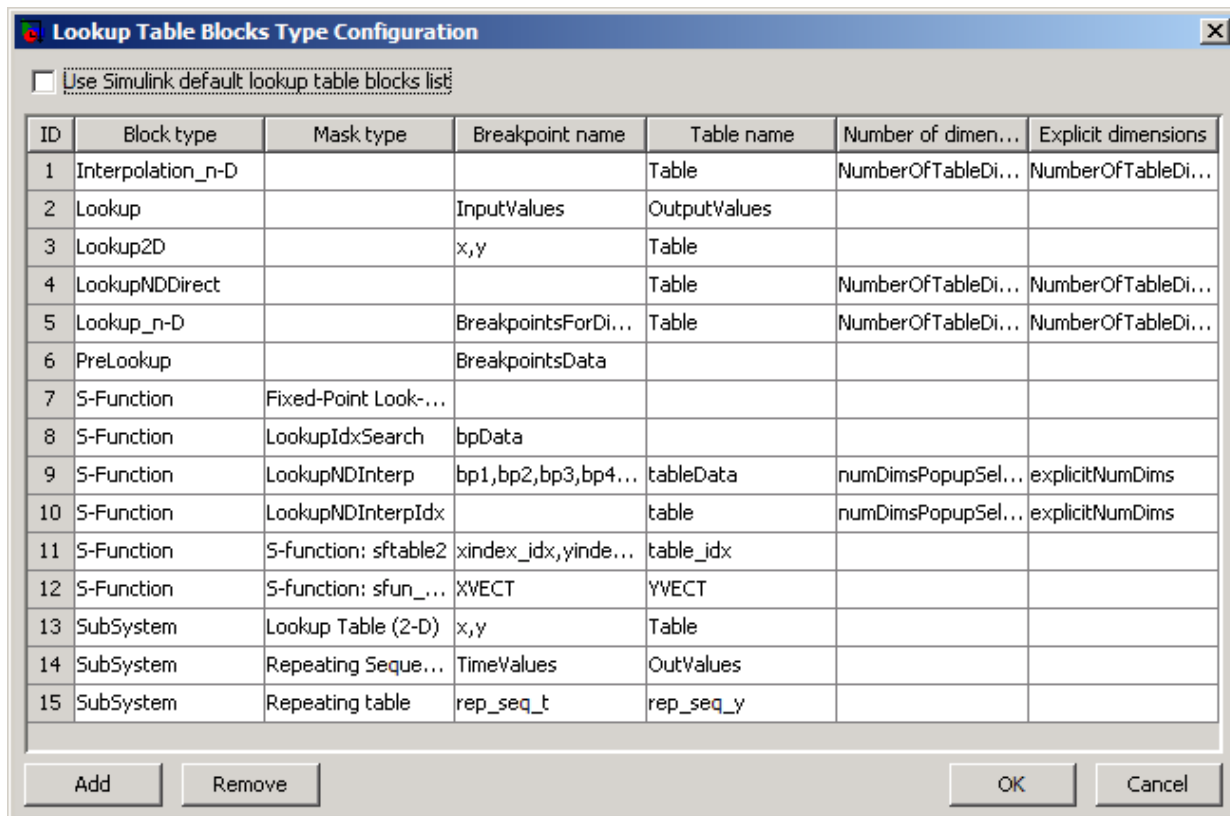 Lookup Table Blocks Type Configuration
Use Simulink default lookup table blocks list
ID Block type Mask type Breakpoint name Table name Number of dimen... Explicit dimensions
1 Interpolation_n-D Table NumberOfTableDi... NumberOfTableDi...
2 Lookup InputValues OutputValues
3 Lookup2D x,y Table
4 LookupNDDirect Table NumberOfTableDi... NumberOfTableDi...
5 Lookup_n-D BreakpointsForDi... Table NumberOfTableDi... NumberOfTableDi...
6 PreLookup BreakpointsData
7 S-Function Fixed-Point Look-...
8 S-Function LookupIdxSearch bpData
9 S-Function LookupNDInterp bp1,bp2,bp3,bp4... tableData numDimsPopupSel... explicitNumDims
10 S-Function LookupNDInterpIdx table numDimsPopupSel... explicitNumDims
11 S-Function S-function: sftable2 xindex_idx,yinde... table_idx
12 S-Function S-function: sfun_... XVECT YVECT
13 SubSystem Lookup Table (2-D) x,y Table
14 SubSystem Repeating Seque... TimeValues OutValues
15 SubSystem Repeating table rep_seq_t rep_seq_y
Add Remove OK Cancel